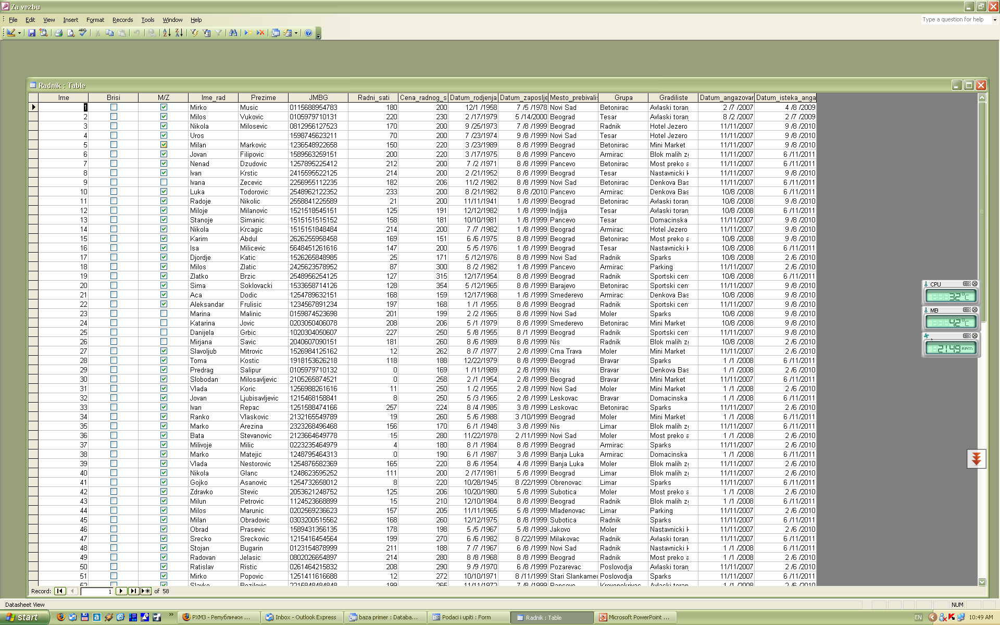 Za vezbu
File Edit View Insert Format Records Tools Window Help
Type a question for help
Radnik : Table
Ime Brisi M/Z Ime_rad Prezime JMBG Radni_sati Cena_radnog_s Datum_rodjenja Datum_zaposlje Mesto_prebivalis Grupa Gradiliste Datum_angazovar Datum_isteka_anga
1 Mirko Music 0115688954783 180 200 12/1 /1958 7 /5 /1978 Novi Sad Betonirac Avlaski toran 2 /7 /2007 4 /8 /2009
2 Milos Vukovic 0105979710131 220 230 2 /17/1979 5 /14/2000 Beograd Tesar Avlaski toran 8 /2 /2007 2 /7 /2009
3 Nikola Milosevic 0812956127523 170 200 9 /25/1973 7 /8 /1999 Beograd Radnik Hotel Jezero 11/11/2007 9 /8 /2010
4 Uros 1598745623211 70 200 7 /23/1974 9 /8 /1999 Novi Sad Tesar Hotel Jezero 11/11/2007 9 /8 /2010
5 Milan Markovic 1236548922658 150 220 3 /23/1989 8 /8 /1999 Beograd Betonirac Mini Market 11/11/2007 9 /8 /2010
6 Jovan Filipovic 1589563259151 200 220 3 /17/1975 8 /8 /1999 Pancevo Armirac Blok malih zg 11/11/2007 6 /11/2011
7 Nenad Dzudovic 1257895225412 212 200 7 /2 /1971 8 /8 /1999 Pancevo Betonirac Most preko a 11/11/2007 6 /11/2011
8 Ivan Krstic 2415595522125 214 200 2 /21/1952 8 /8 /1999 Beograd Tesar Nastavnicki k 11/11/2007 9 /8 /2010
9 Ivana Zecevic 2256955112235 182 206 11/2 /1982 8 /8 /1999 Novi Sad Betonirac Denkova Bas 11/11/2007 6 /11/2011
10 Luka Todorovic 2548962122352 233 200 8 /21/1982 8 /8 /2010 Pancevo Armirac Denkova Bas 10/8 /2008 6 /11/2011
11 Radoje Nikolic 2558841225589 21 200 11/11/1941 1 /8 /1999 Beograd Betonirac Avlaski toran 10/8 /2008 9 /8 /2010
12 Miloje Milanovic 1521518545151 125 191 12/12/1982 1 /8 /1999 Indjija Tesar Avlaski toran 10/8 /2008 6 /11/2011
13 Stanoje Simanic 1515151515152 158 181 10/10/1981 1 /8 /1999 Pancevo Tesar Domacinska 11/11/2007 9 /8 /2010
14 Nikola Krcagic 1515151848484 214 200 7 /7 /1982 1 /8 /1999 Beograd Armirac Hotel Jezero 11/11/2007 9 /8 /2010
15 Karim Abdul 2626255958458 169 151 6 /6 /1975 8 /8 /1999 Beograd Betonirac Most preko a 10/8 /2008 9 /8 /2010
16 Isa Milicevic 5648451261616 147 200 5 /5 /1976 1 /8 /1999 Beograd Tesar Nastavnicki k 10/8 /2008 6 /11/2011
17 Djordje Katic 1526265848985 25 171 5 /12/1976 8 /8 /1999 Novi Sad Radnik Sparks 10/8 /2008 2 /6 /2010
18 Milos Zlatic 2425623578952 87 300 8 /2 /1982 1 /8 /1999 Pancevo Armirac Parking 11/11/2007 2 /6 /2010
19 Zlatko Brzic 2548956254125 127 315 12/17/1954 8 /8 /1999 Beograd Radnik Sportski cen 10/8 /2008 6 /11/2011
20 Sima Soklovacki 1533658714126 128 354 5 /12/1965 8 /8 /1999 Barajevo Betonirac Sportski cen 11/11/2007 9 /8 /2010
21 Aca Dodic 1254789632151 168 159 12/17/1968 1 /8 /1999 Smederevo Armirac Denkova Bas 10/8 /2008 9 /8 /2010
22 Aleksandar Frulisic 1234567891234 197 168 1 /1 /1955 8 /8 /1999 Beograd Radnik Sportski cen 11/11/2007 9 /8 /2010
23 Marina Malinic 0159874523698 201 199 2 /2 /1965 8 /8 /1999 Novi Sad Moler Sparks 10/8 /2008 9 /8 /2010
24 Katarina Jovic 0203050406078 208 206 5 /1 /1979 8 /8 /1999 Smederevo Betonirac Mini Market 10/8 /2008 9 /8 /2010
25 Danijela Grbic 1020304050607 227 250 5 /8 /1955 8 /1 /1999 Beograd Radnik Sportski cen 11/11/2007 9 /8 /2010
26 Mirjana Savic 2040607090151 181 260 8 /6 /1989 8 /8 /1999 Nis Radnik Blok malih zg 10/8 /2008 2 /6 /2010
27 Slavoljub Mitrovic 1526984125162 12 262 8 /7 /1977 2 /8 /1999 Crna Trava Moler Mini Market 11/11/2007 2 /6 /2010
28 Toma Kostic 1918153626218 118 188 12/22/1979 8 /8 /1999 Beograd Bravar Sparks 1 /1 /2008 6 /11/2011
29 Predrag Salipur 0105979710132 0 169 1 /11/1989 2 /8 /1999 Nis Bravar Denkova Bas 1 /1 /2008 2 /6 /2010
30 Slobodan Milosavljevic 2105265874521 0 258 2 /1 /1954 2 /8 /1999 Beograd Bravar Mini Market 11/11/2007 6 /11/2011
31 Vlada Koric 1256988261616 11 250 1 /2 /1955 2 /8 /1999 Novi Sad Moler Mini Market 1 /1 /2008 2 /6 /2010
32 Jovan Ljubisavljevic 1215468158841 8 250 5 /3 /1965 2 /8 /1999 Leskovac Bravar Domacinska 1 /1 /2008 6 /11/2011
33 Ivan Repac 1251588474166 257 224 8 /4 /1985 3 /8 /1999 Leskovac Betonirac Sparks 11/11/2007 2 /6 /2010
34 Ranko Vlaskovic 2132165549789 19 260 5 /6 /1988 3 /10/1999 Beograd Moler Mini Market 1 /1 /2008 6 /11/2011
35 Marko Arezina 2323268496468 156 170 6 /1 /1948 3 /8 /1999 Nis Limar Blok malih zg 11/11/2007 6 /11/2011
36 Bata Stevanovic 2123664649778 15 280 11/22/1978 2 /11/1999 Novi Sad Moler Most preko a 1 /1 /2008 2 /6 /2010
37 Milivoje Milic 0223235464979 4 180 8 /1 /1984 8 /8 /1999 Beograd Armirac Sparks 11/11/2007 2 /6 /2010
38 Marko Matejic 1248795464313 0 190 6 /1 /1987 3 /8 /1999 Banja Luka Armirac Domacinska 1 /1 /2008 6 /11/2011
39 Vlada Nestorovic 1254876582369 165 220 8 /6 /1954 4 /8 /1999 Banja Luka Moler Blok malih zg 11/11/2007 2 /6 /2010
40 Nikola Glanc 1248623595252 111 200 2 /17/1981 5 /8 /1999 Beograd Limar Blok malih zg 11/11/2007 2 /6 /2010
41 Gojko Asanovic 1254732658012 8 220 10/28/1945 8 /22/1999 Obrenovac Limar Sparks 11/11/2007 6 /11/2011
42 Zdravko Stevic 2053621248752 125 206 10/20/1980 5 /8 /1999 Subotica Moler Most preko a 1 /1 /2008 2 /6 /2010
43 Milun Petrovic 1124523668899 15 210 12/10/1984 8 /8 /1999 Beograd Radnik Blok malih zg 1 /1 /2008 6 /11/2011
44 Milos Marunic 0202569236623 157 205 11/11/1965 5 /8 /1999 Mladenovac Limar Parking 11/11/2007 2 /6 /2010
45 Milan Obradovic 0303200515562 168 260 12/12/1975 8 /8 /1999 Subotica Radnik Sparks 11/11/2007 6 /11/2011
46 Obrad Prasevic 1589431356135 178 198 5 /5 /1967 5 /8 /1999 Jakovo Moler Nastavnicki k 11/11/2007 2 /6 /2010
47 Srecko Sreckovic 1215416454564 199 270 6 /6 /1982 8 /22/1999 Milakovac Radnik Avlaski toran 11/11/2007 6 /11/2011
48 Stojan Bugarin 0123154878999 211 188 7 /7 /1967 6 /8 /1999 Novi Sad Radnik Nastavnicki k 1 /1 /2008 6 /11/2011
49 Radovan Jelasic 0802026654897 214 280 8 /8 /1968 8 /8 /1999 Beograd Radnik Most preko a 1 /1 /2008 2 /6 /2010
50 Ratislav Ristic 0261464215832 208 290 9 /9 /1970 6 /8 /1999 Pozarevac Poslovodja Avlaski toran 11/11/2007 2 /6 /2010
51 Mirko Popovic 1251411616688 12 272 10/10/1971 8 /11/1999 Stari Slankamen Poslovodja Sparks 11/11/2007 6 /11/2011
CPU
32°C
MB
42°C
2149 RPM
Record: 1 of 58
Datasheet View NUM
start PXM3 - Републички ... Inbox - Outlook Express baza primer : Databa... Podaci i upiti : Form Radnik : Table Microsoft PowerPoint ... EN 10:49 AM